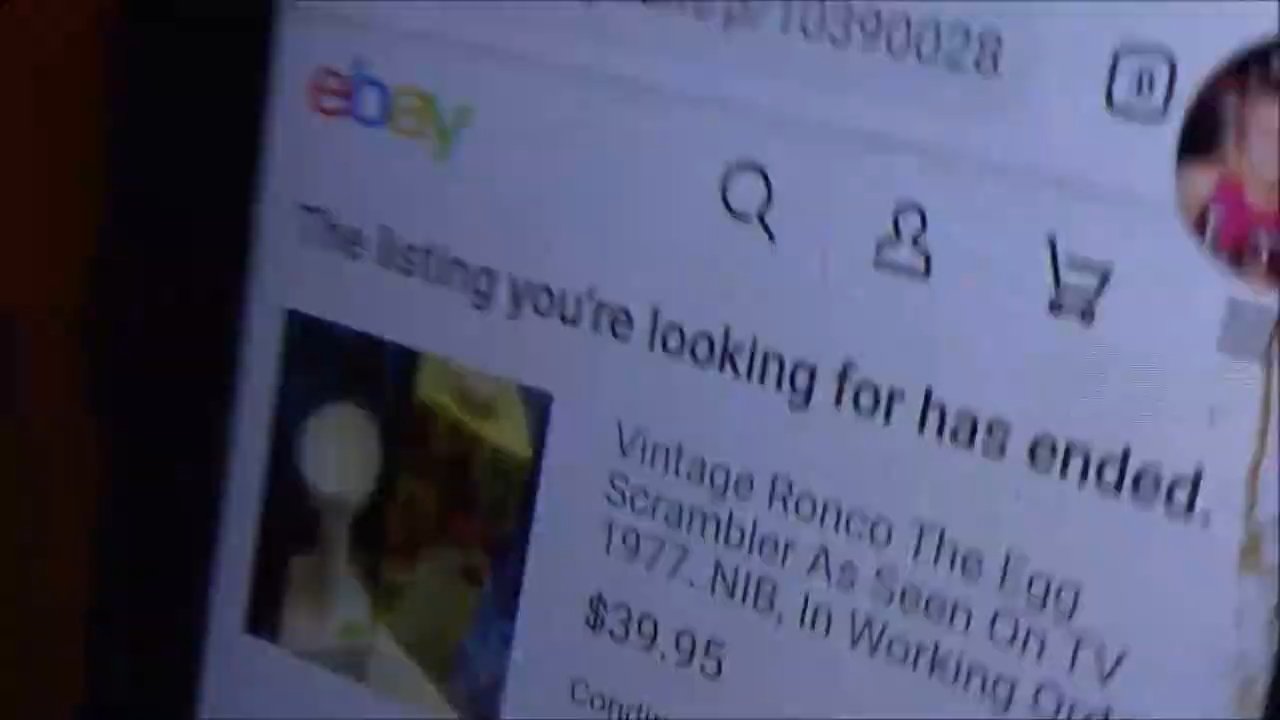 10390028
ebay
The listing you're looking for has ended.
Vintage Ronco The Egg
Scrambler As Seen On TV
1977. NIB, In Working
$39.95